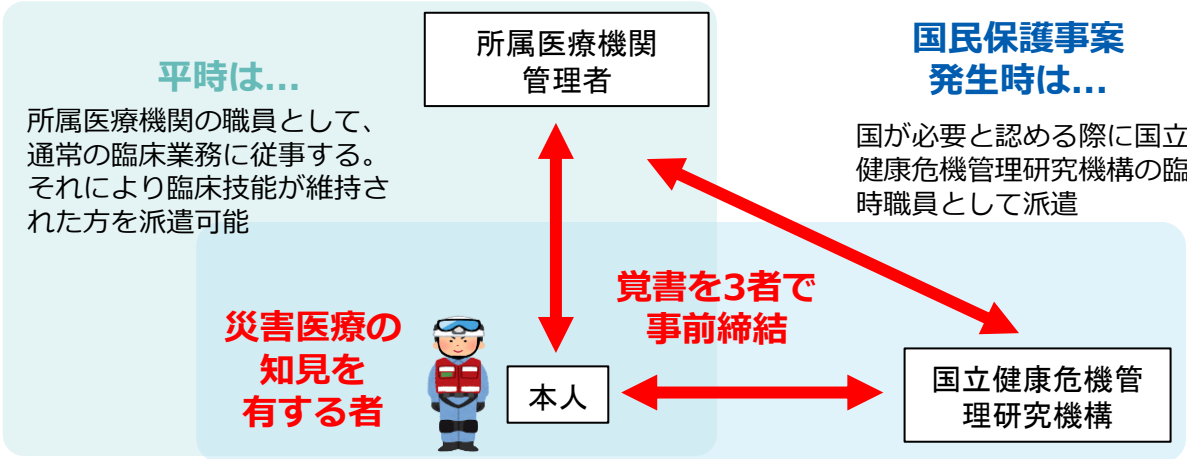 所属医療機関
管理者
平時は...
所属医療機関の職員として、
通常の臨床業務に従事する。
それにより臨床技能が維持さ
れた方を派遣可能
国民保護事案
発生時は...
国が必要と認める際に国立
健康危機管理研究機構の臨
時職員として派遣
覚書を3者で
事前締結
災害医療の
知見を
有する者
本人
国立健康危機管
理研究機構